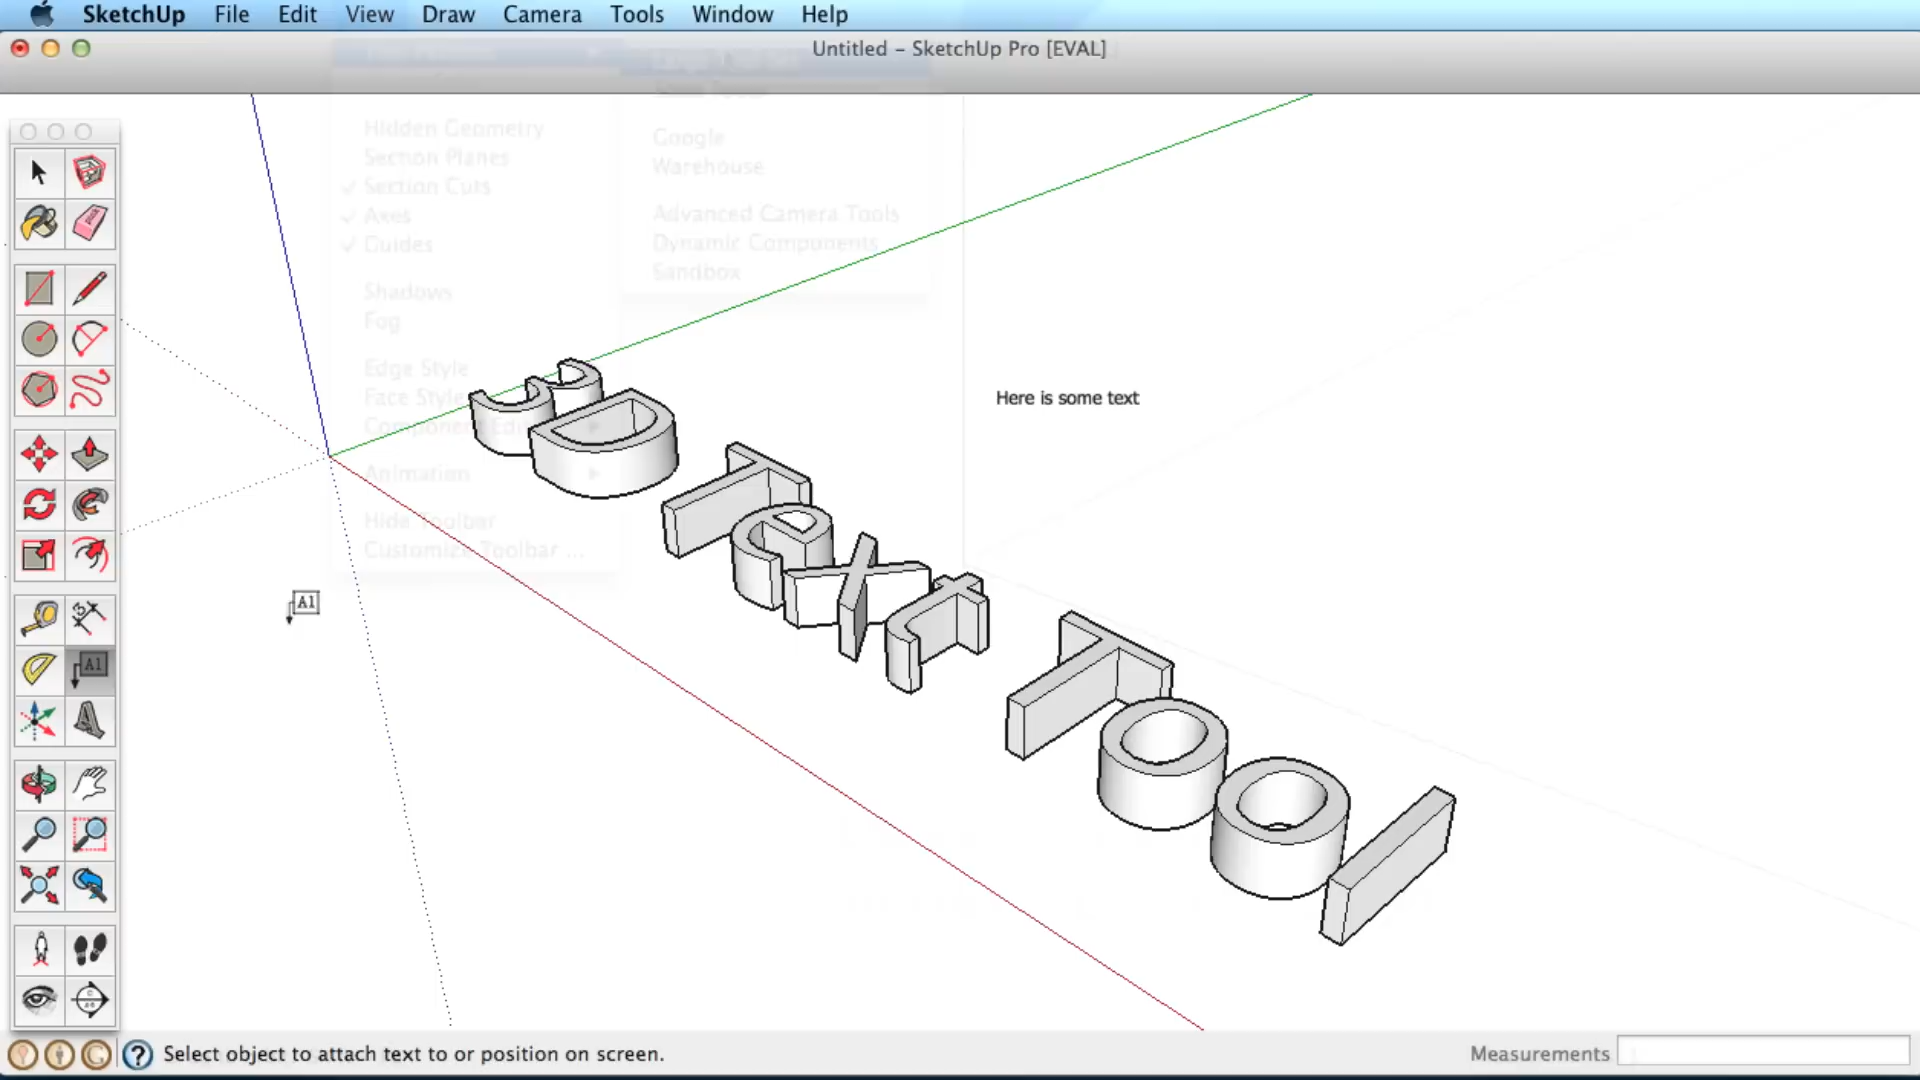 SketchUp File Edit View Draw Camera Tools Window Help
Untitled – SketchUp Pro [EVAL]
Hidden Geometry
Section Planes
Section Cuts
Axes
Guides
Shadows
Fog
Edge Style
Face Style
Component Edit
Animation
Hide Toolbar
Customize Toolbar ...
Google
Warehouse
Advanced Camera Tools
Dynamic Components
Sandbox
A1
Here is some text
3D Text Tool
A1
Select object to attach text to or position on screen.
Measurements